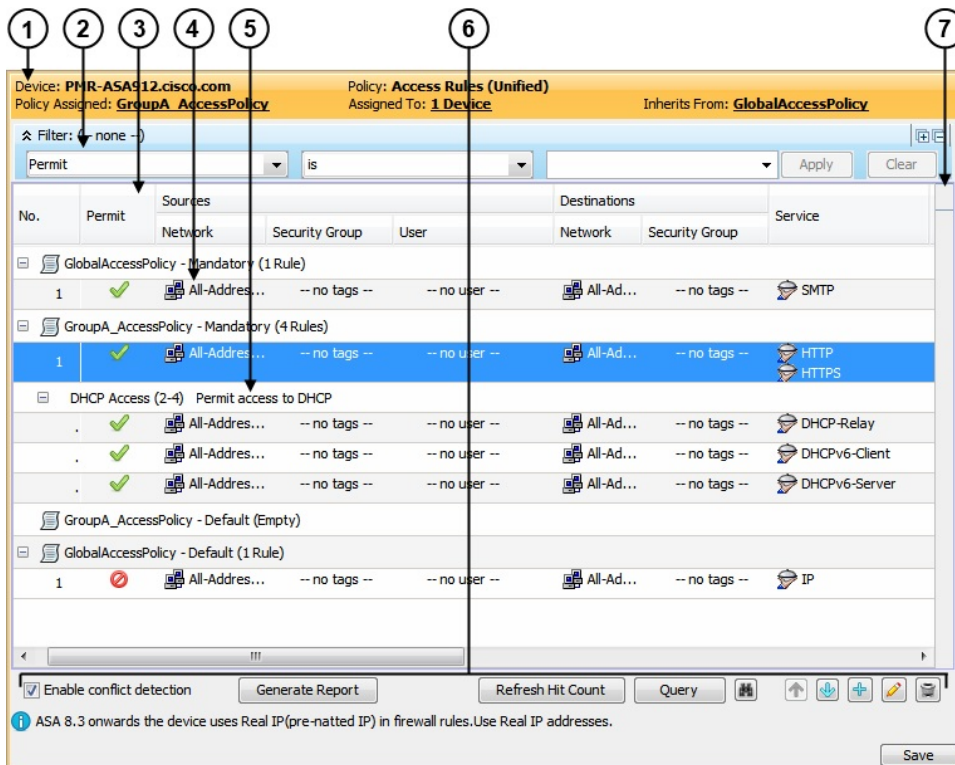 1 2 3 4 5 6 7
Device: PMR-ASA912.cisco.com Policy: Access Rules (Unified)
Policy Assigned: GroupA_AccessPolicy Assigned To: 1 Device Inherits From: GlobalAccessPolicy
Filter: (-- none --)
Permit is Apply Clear
No. Permit Sources Destinations Service
Network Security Group User Network Security Group
GlobalAccessPolicy - Mandatory (1 Rule)
1 All-Addres... -- no tags -- -- no user -- All-Ad... -- no tags -- SMTP
GroupA_AccessPolicy - Mandatory (4 Rules)
1 All-Addres... -- no tags -- -- no user -- All-Ad... -- no tags -- HTTP
HTTPS
DHCP Access (2-4) Permit access to DHCP
. All-Addres... -- no tags -- -- no user -- All-Ad... -- no tags -- DHCP-Relay
. All-Addres... -- no tags -- -- no user -- All-Ad... -- no tags -- DHCPv6-Client
. All-Addres... -- no tags -- -- no user -- All-Ad... -- no tags -- DHCPv6-Server
GroupA_AccessPolicy - Default (Empty)
GlobalAccessPolicy - Default (1 Rule)
1 All-Addres... -- no tags -- -- no user -- All-Ad... -- no tags -- IP
Enable conflict detection Generate Report Refresh Hit Count Query
ASA 8.3 onwards the device uses Real IP(pre-natted IP) in firewall rules.Use Real IP addresses.
Save